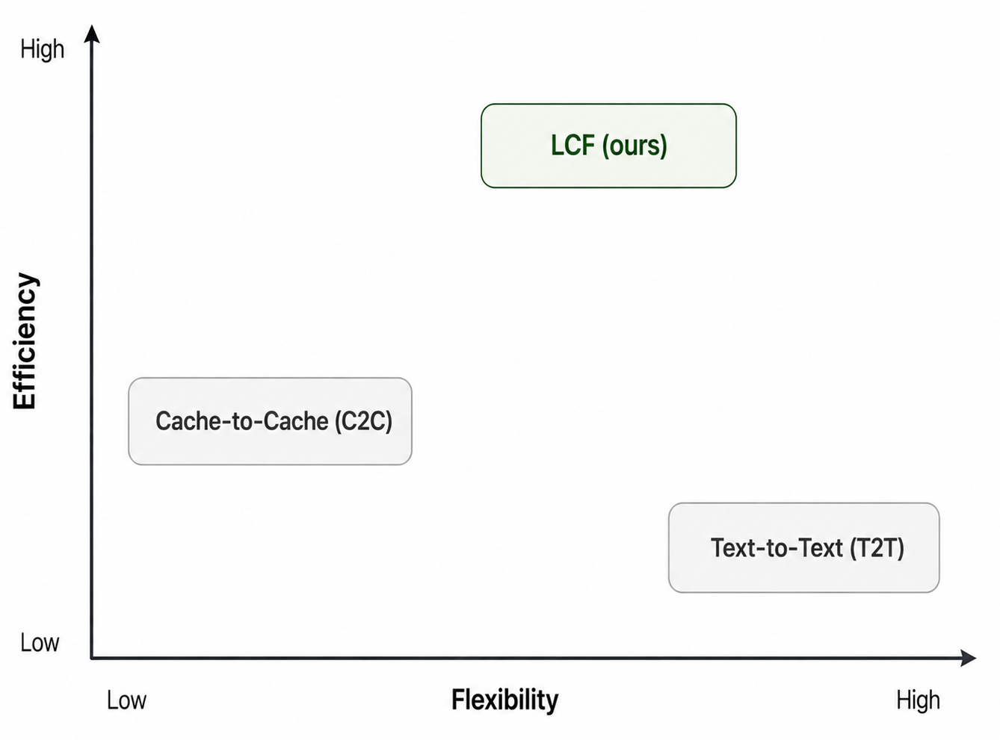 High
LCF (ours)
Efficiency
Cache-to-Cache (C2C)
Text-to-Text (T2T)
Low
Low
Flexibility
High